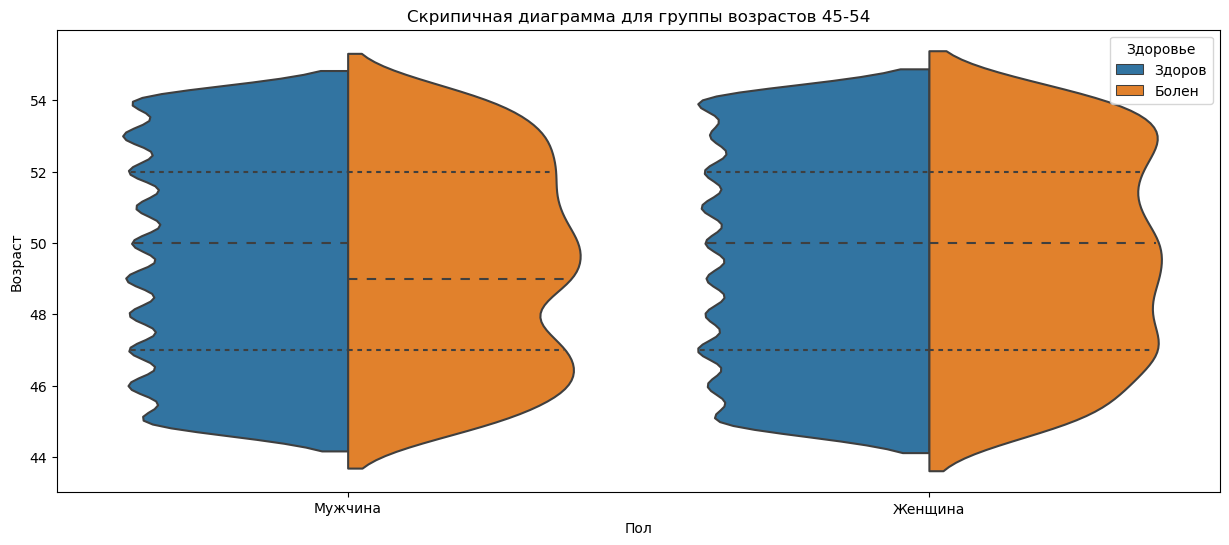 Скрипичная диаграмма для группы возрастов 45-54
Здоровье
Здоров
Болен
Возраст
54
52
50
48
46
44
Мужчина
Женщина
Пол